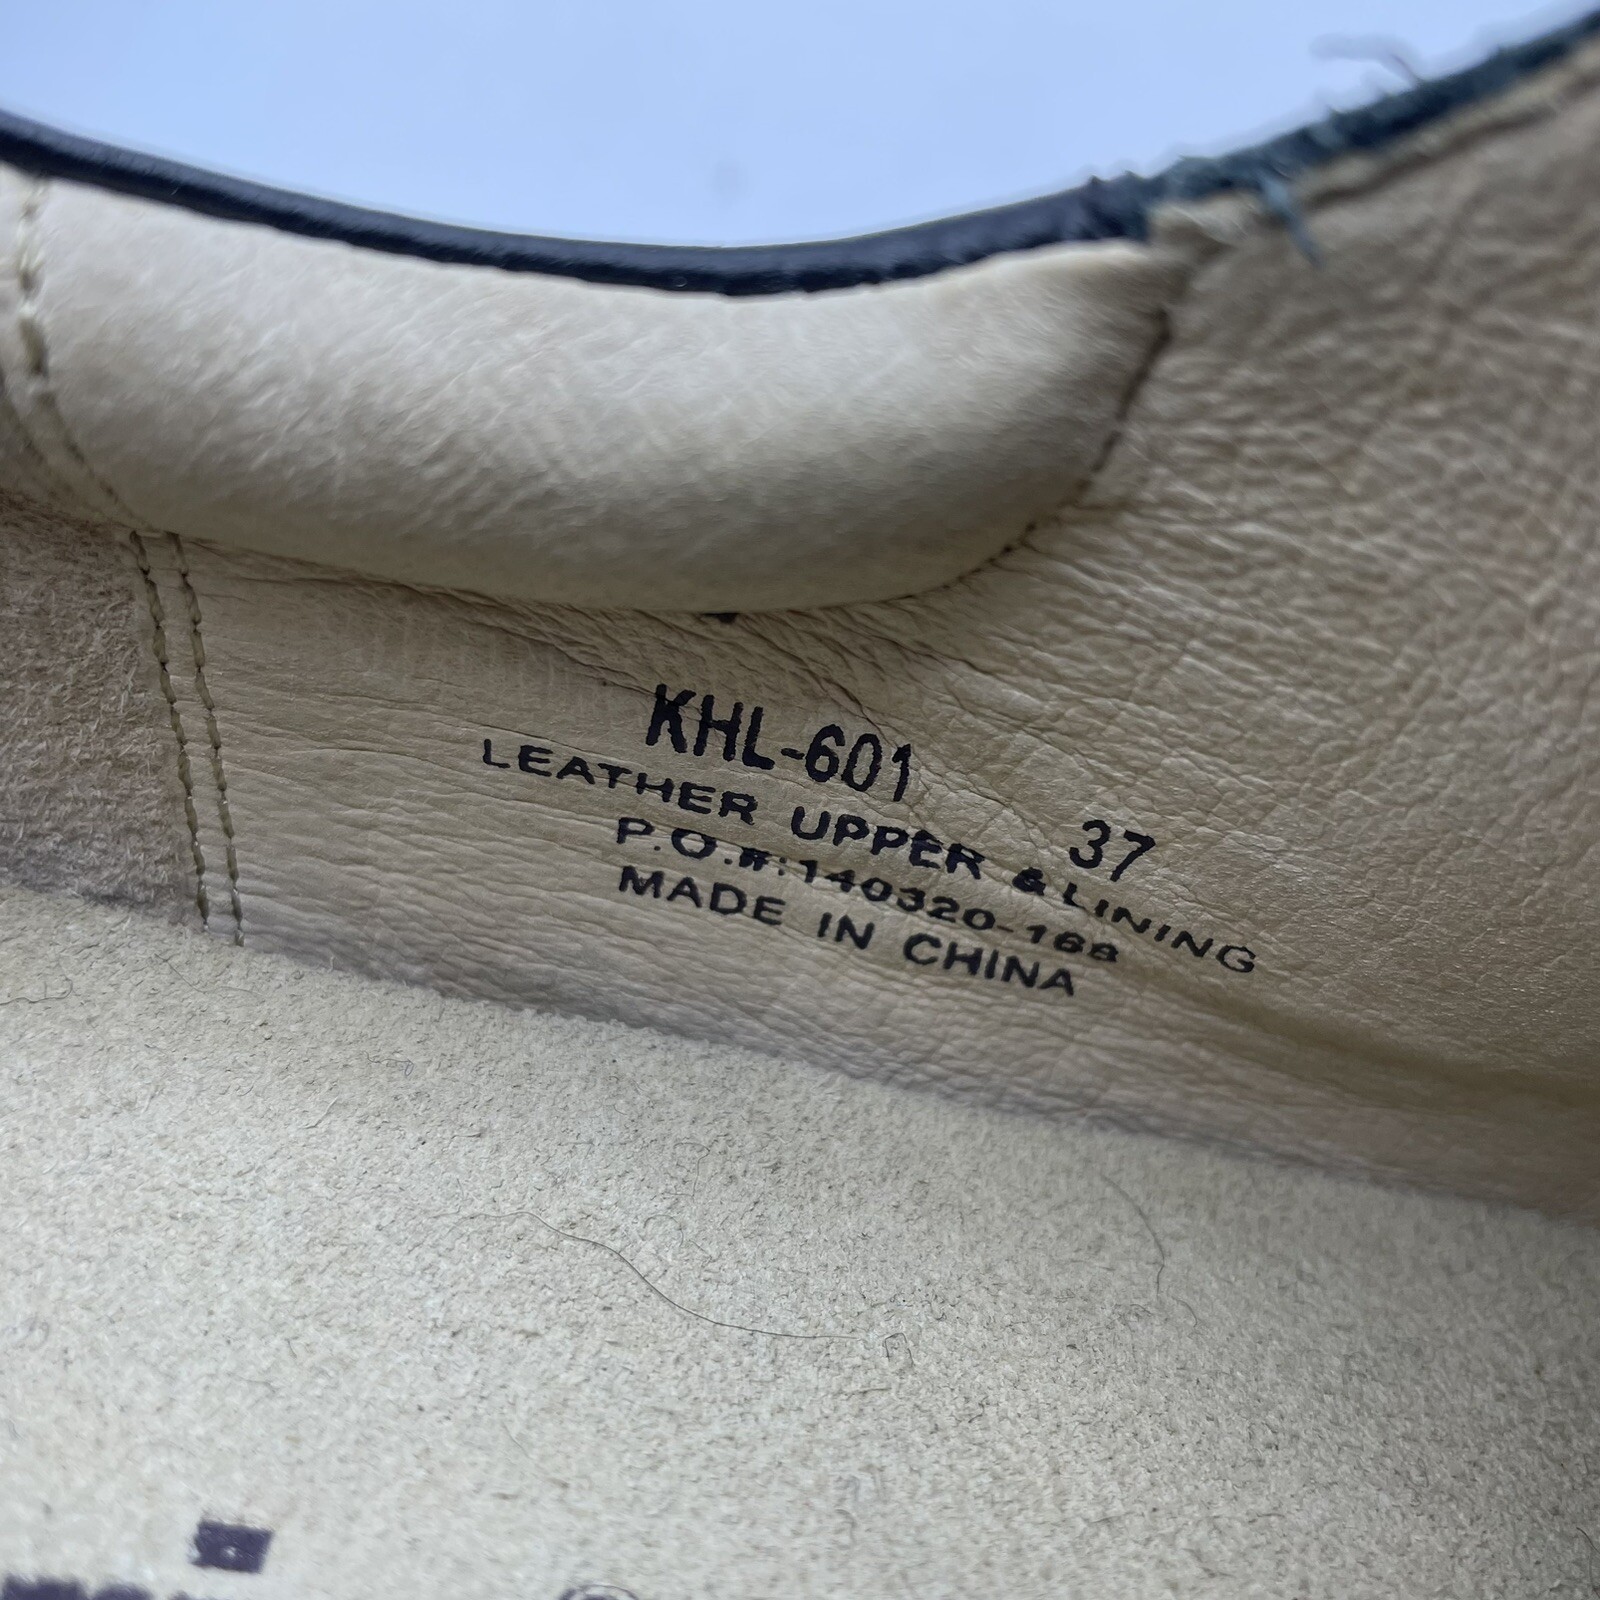 KHL-601 37
LEATHER UPPER & LINING
P.O.#:140320-168
MADE IN CHINA